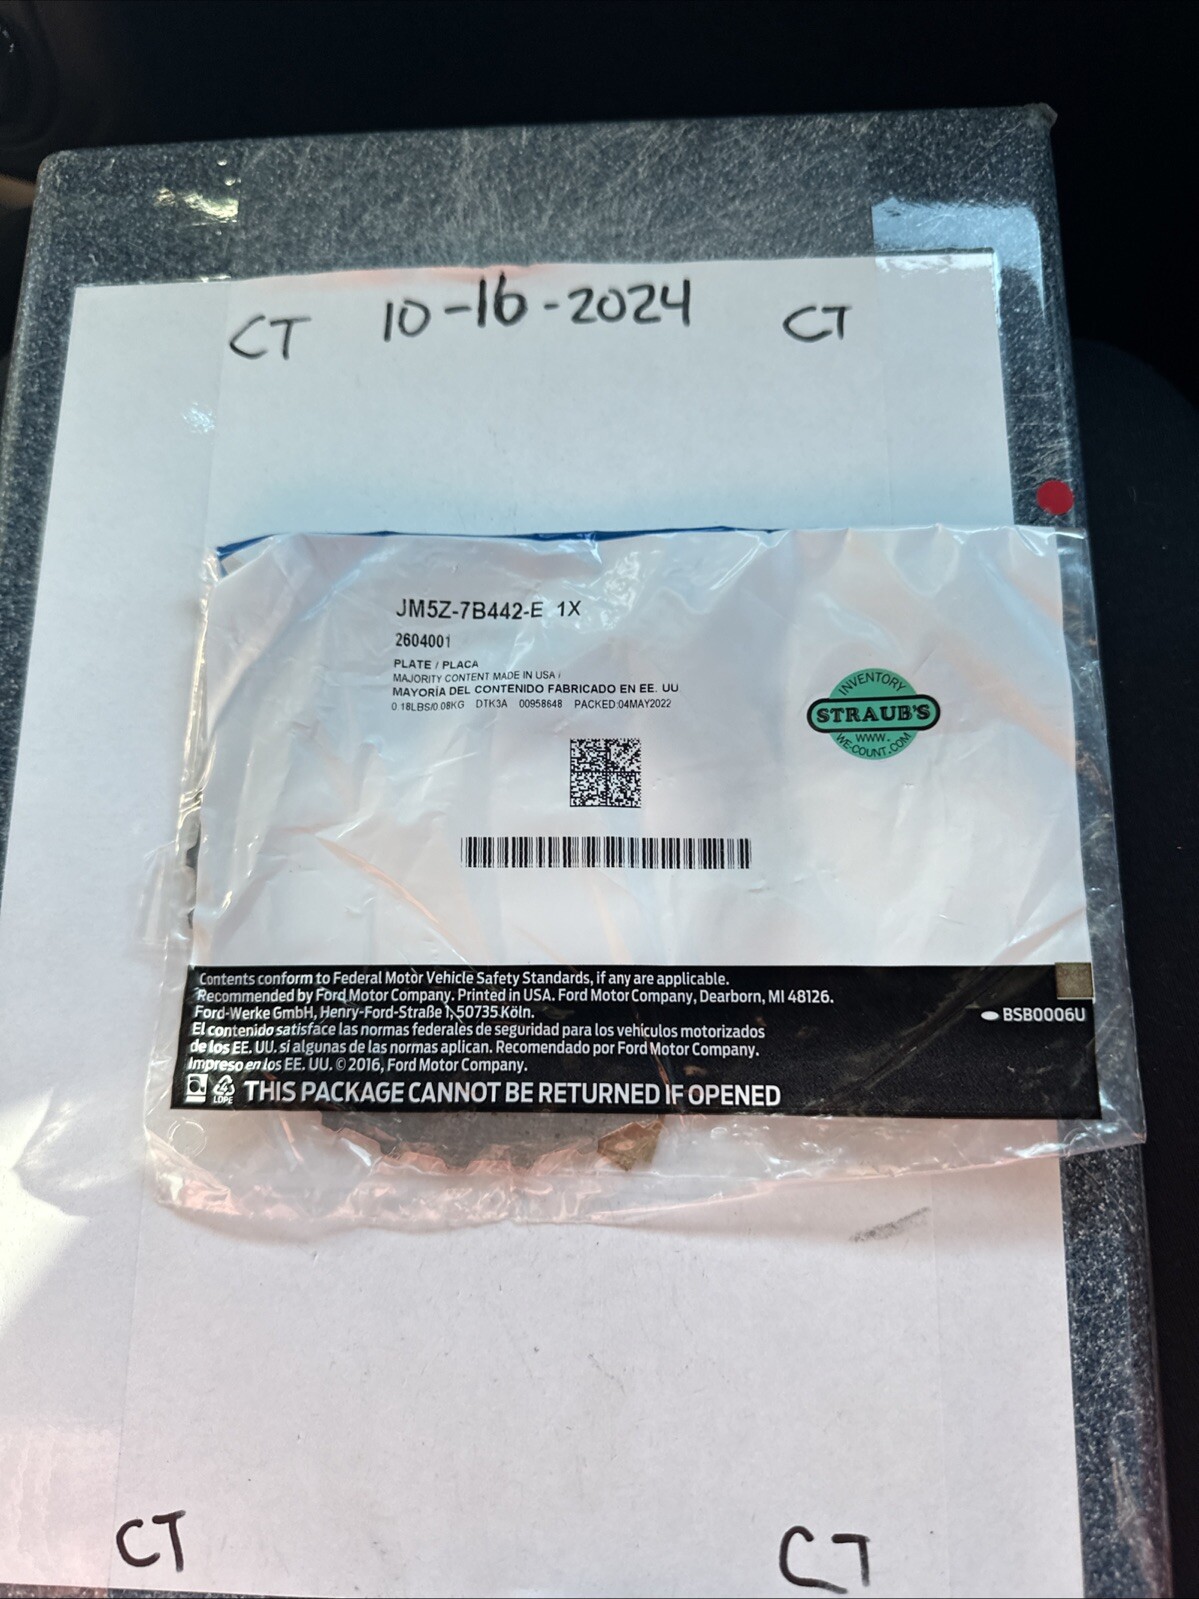 CT 10-16-2024 CT
JM5Z-7B442-E 1X
2604001
PLATE / PLACA
MAJORITY CONTENT MADE IN USA /
MAYORÍA DEL CONTENIDO FABRICADO EN EE. UU
0.18LBS/0.08KG DTK3A 00958648 PACKED:04MAY2022
INVENTORY
STRAUB'S
WWW.
WE-COUNT.COM
Contents conform to Federal Motor Vehicle Safety Standards, if any are applicable.
Recommended by Ford Motor Company. Printed in USA. Ford Motor Company, Dearborn, MI 48126.
Ford-Werke GmbH, Henry-Ford-Straße 1, 50735 Köln.
BSB0006U
El contenido satisface las normas federales de seguridad para los vehículos motorizados
de los EE. UU. si algunas de las normas aplican. Recomendado por Ford Motor Company.
Impreso en los EE. UU. © 2016, Ford Motor Company.
4
LDPE
THIS PACKAGE CANNOT BE RETURNED IF OPENED
CT CT